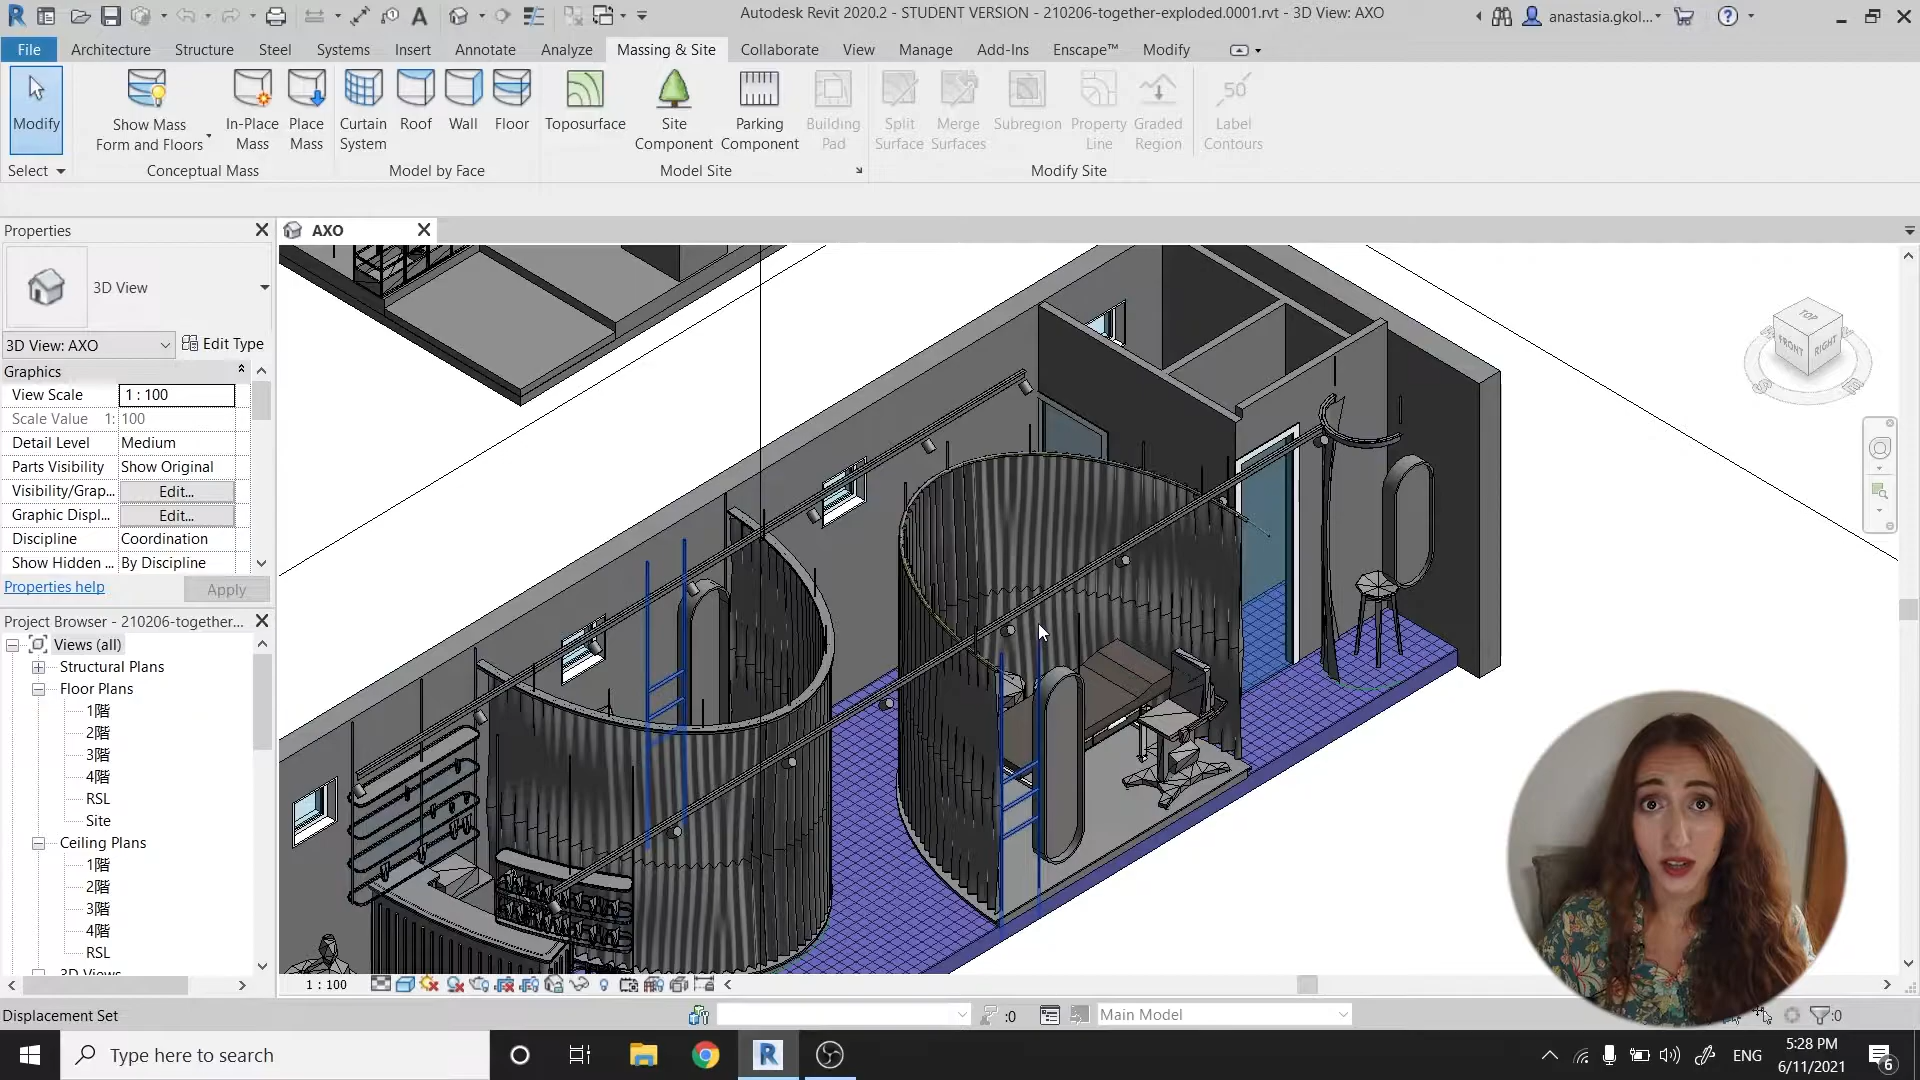 Autodesk Revit 2020.2 - STUDENT VERSION - 210206-together-exploded.0001.rvt - 3D View: AXO
anastasia.gkol...
File Architecture Structure Steel Systems Insert Annotate Analyze Massing & Site Collaborate View Manage Add-Ins Enscape™ Modify
Modify
Show Mass
Form and Floors
In-Place
Mass
Place
Mass
Curtain
System
Roof
Wall
Floor
Toposurface
Site
Component
Parking
Component
Building
Pad
Split
Surface
Merge
Surfaces
Subregion
Property
Line
Graded
Region
50
Label
Contours
Select
Conceptual Mass
Model by Face
Model Site
Modify Site
Properties
AXO
3D View
3D View: AXO
Edit Type
Graphics
View Scale 1 : 100
Scale Value 1: 100
Detail Level Medium
Parts Visibility Show Original
Visibility/Grap... Edit...
Graphic Displ... Edit...
Discipline Coordination
Show Hidden ... By Discipline
Properties help
Apply
Project Browser - 210206-together...
Views (all)
Structural Plans
Floor Plans
1階
2階
3階
4階
RSL
Site
Ceiling Plans
1階
2階
3階
4階
RSL
3D Views
TOP
FRONT
RIGHT
1 : 100
Displacement Set
:0
Main Model
:0
Type here to search
ENG
5:28 PM
6/11/2021
6